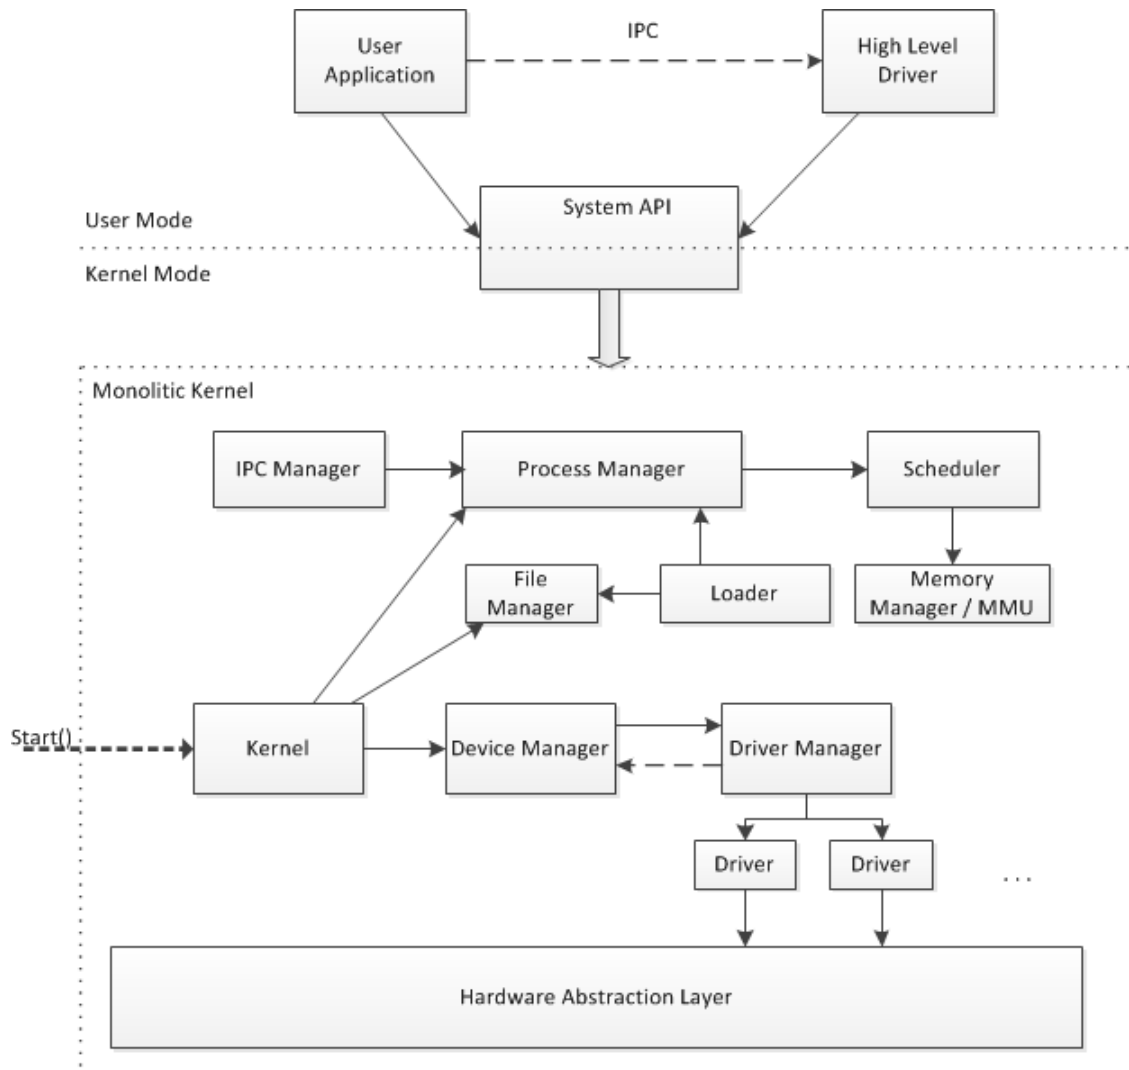 IPC
User
Application
High Level
Driver
System API
User Mode
Kernel Mode
Monolitic Kernel
IPC Manager
Process Manager
Scheduler
File
Manager
Loader
Memory
Manager / MMU
Start()
Kernel
Device Manager
Driver Manager
Driver
Driver
...
Hardware Abstraction Layer